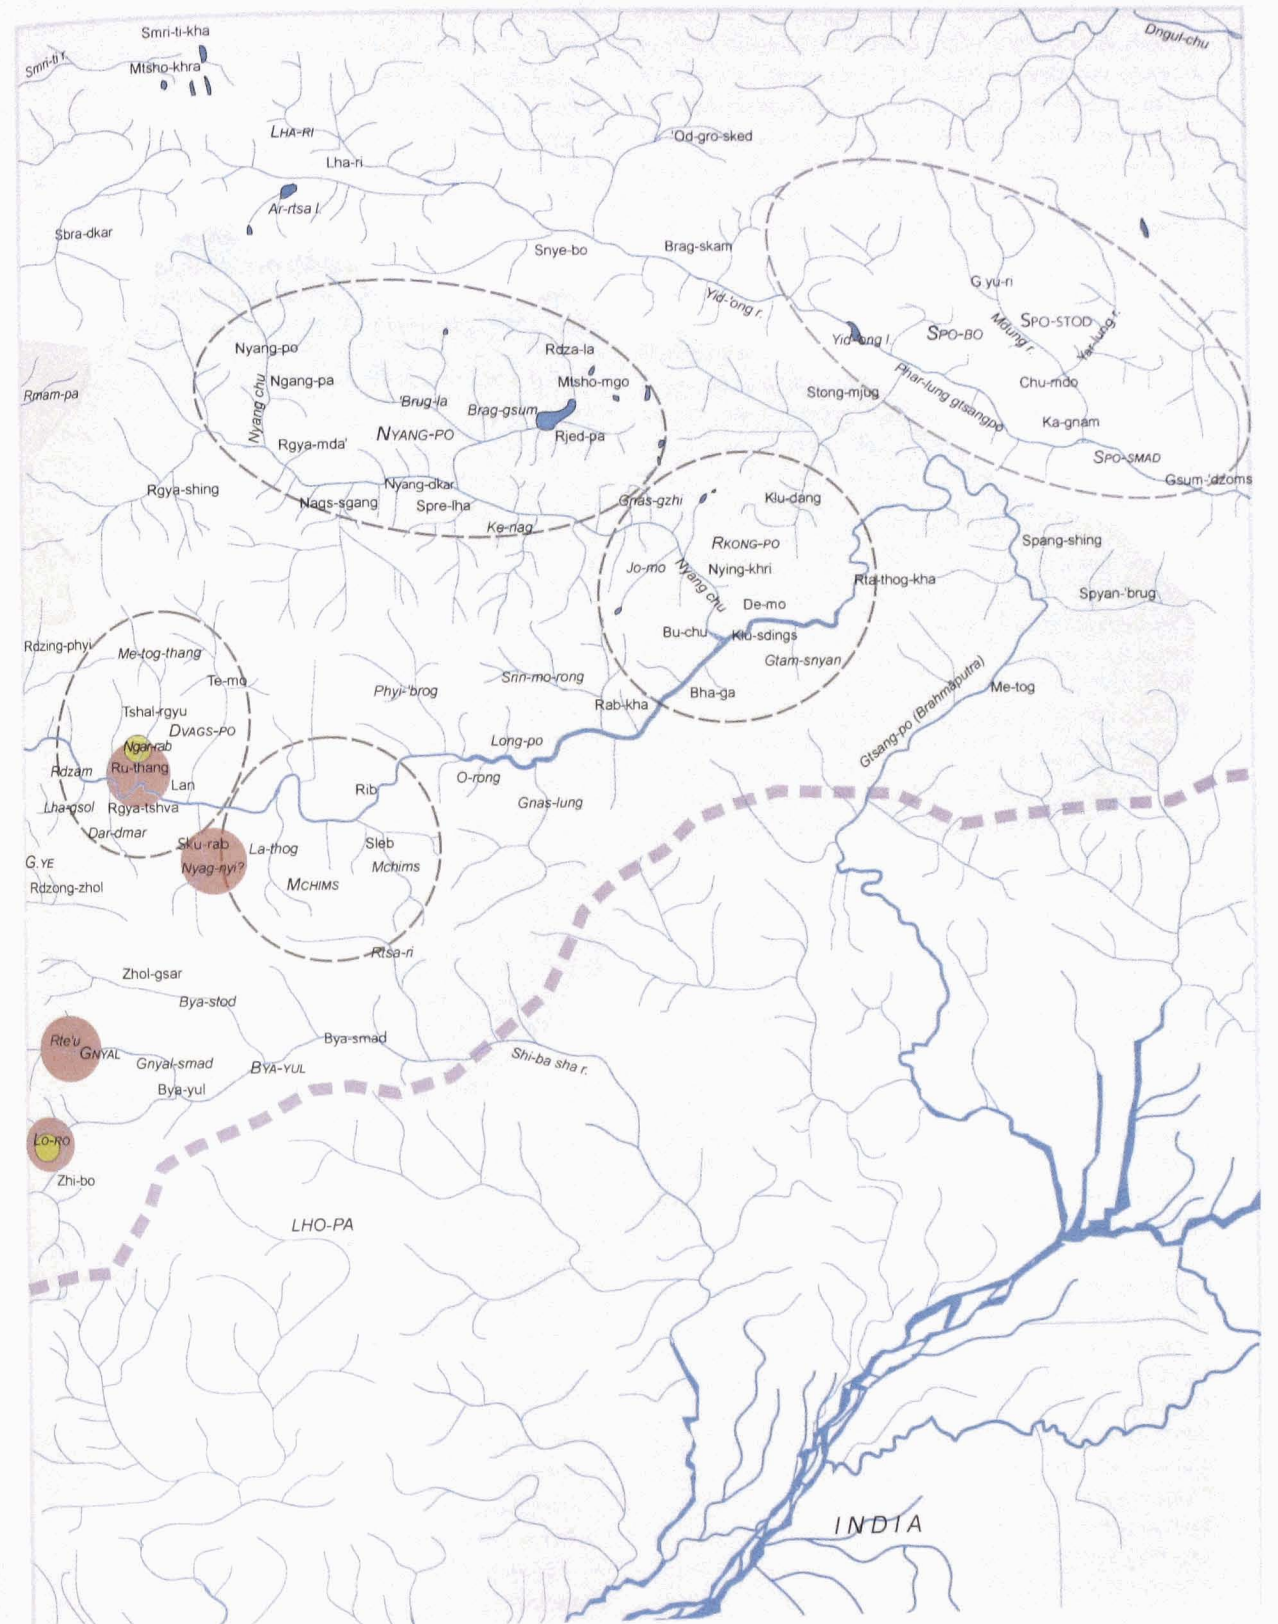 Smri-ti-kha
Dngul-chu
Smri-ti r.
Mtsho-khra
LHA-RI
'Od-gro-sked
Lha-ri
Ar-rtsa l.
Sbra-dkar
Snye-bo
Brag-skam
G.yu-ri
Yid-'ong r.
SPO-STOD
Mdung r.
SPO-BO
Yar-lung r.
Yid-'ong l.
Nyang-po
Rdza-la
Ngang-pa
Mtsho-mgo
Chu-mdo
Rmam-pa
Stong-mjug
Phar-lung gtsangpo
Nyang chu
'Brug-la
Brag-gsum
Ka-gnam
NYANG-PO
Rjed-pa
Rgya-mda'
SPO-SMAD
Gsum-'dzoms
Rgya-shing
Nyang-dkar
Nags-sgang
Spre-lha
Gnas-gzhi
Klu-dang
Ke-nag
RKONG-PO
Spang-shing
Jo-mo
Nyang chu
Nying-khri
Rta-thog-kha
Spyan-'brug
De-mo
Bu-chu
Klu-sdings
Rdzing-phyi
Me-tog-thang
Gtam-snyan
Te-mo
Srin-mo-rong
Phyi-'brog
Bha-ga
Me-tog
Rab-kha
Gtsang-po (Brahmaputra)
Tshal-rgyu
DVAGS-PO
Ngar-rab
Long-po
Rdzam
Ru-thang
Lan
O-rong
Rib
Lha-gsol
Rgya-tshva
Gnas-lung
Dar-dmar
Sku-rab
La-thog
Sleb
G.YE
Nyag-nyi?
Mchims
Rdzong-zhol
MCHIMS
Rtsa-ri
Zhol-gsar
Bya-stod
Rte'u
GNYAL
Bya-smad
Gnyal-smad
BYA-YUL
Shi-ba sha r.
Bya-yul
LO-RO
Zhi-bo
LHO-PA
INDIA